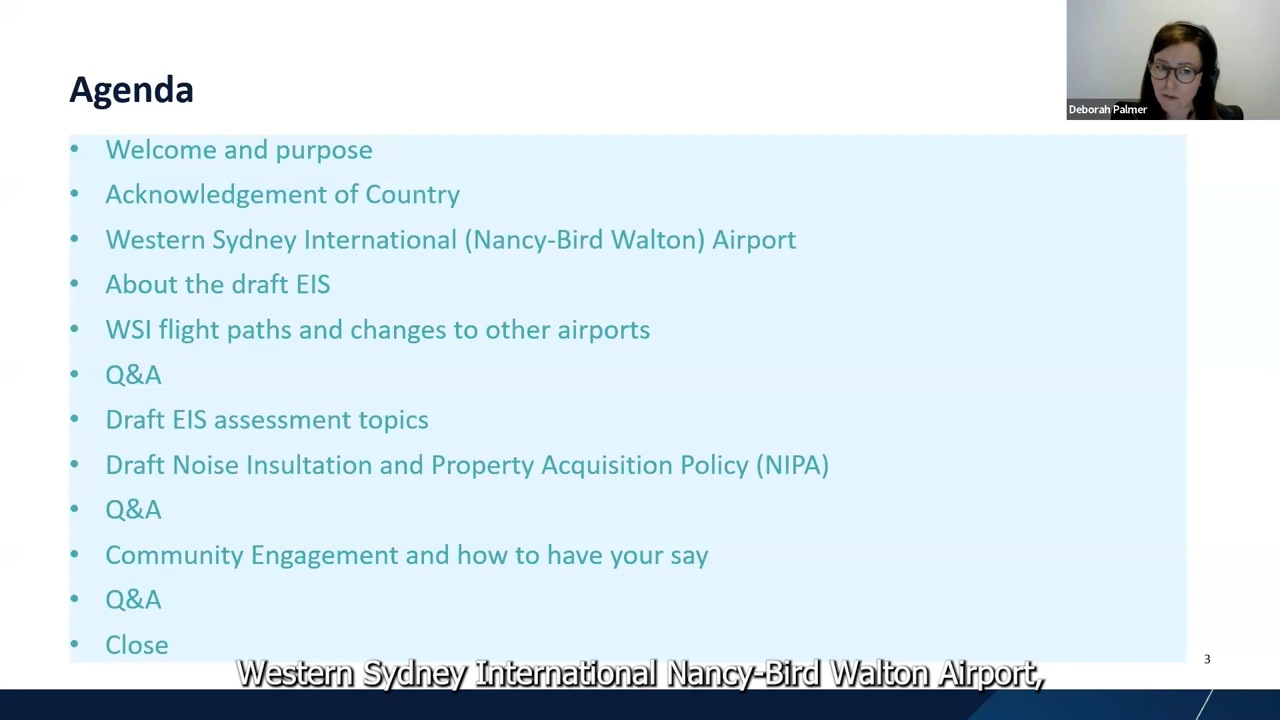 Agenda
Deborah Palmer
• Welcome and purpose
• Acknowledgement of Country
• Western Sydney International (Nancy-Bird Walton) Airport
• About the draft EIS
• WSI flight paths and changes to other airports
• Q&A
• Draft EIS assessment topics
• Draft Noise Insultation and Property Acquisition Policy (NIPA)
• Q&A
• Community Engagement and how to have your say
• Q&A
• Close
3
Western Sydney International Nancy-Bird Walton Airport,